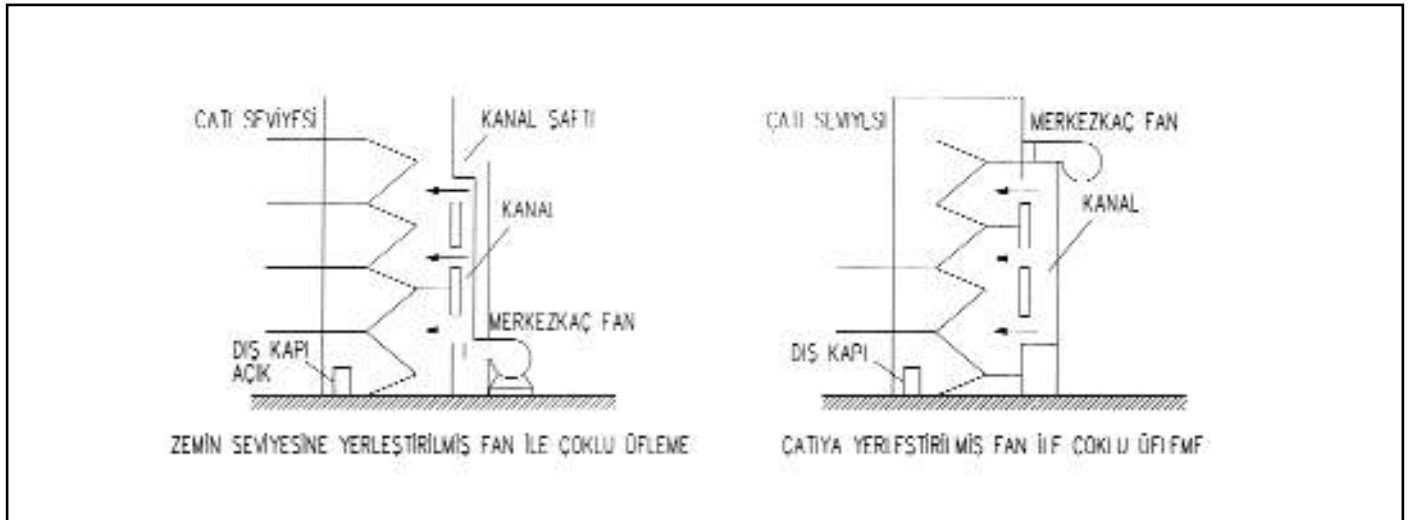 ÇATI SEVİYESİ
KANAL ŞAFTI
KANAL
MERKEZKAÇ FAN
DIŞ KAPI
AÇIK
ZEMİN SEVİYESİNE YERLEŞTİRİLMİŞ FAN İLE ÇOKLU ÜFLEME
ÇATI SEVİYESİ
MERKEZKAÇ FAN
KANAL
DIŞ KAPI
ÇATIYA YERLEŞTİRİLMİŞ FAN İLE ÇOKLU ÜFLEME